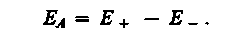 E_A = E_+ − E_− .